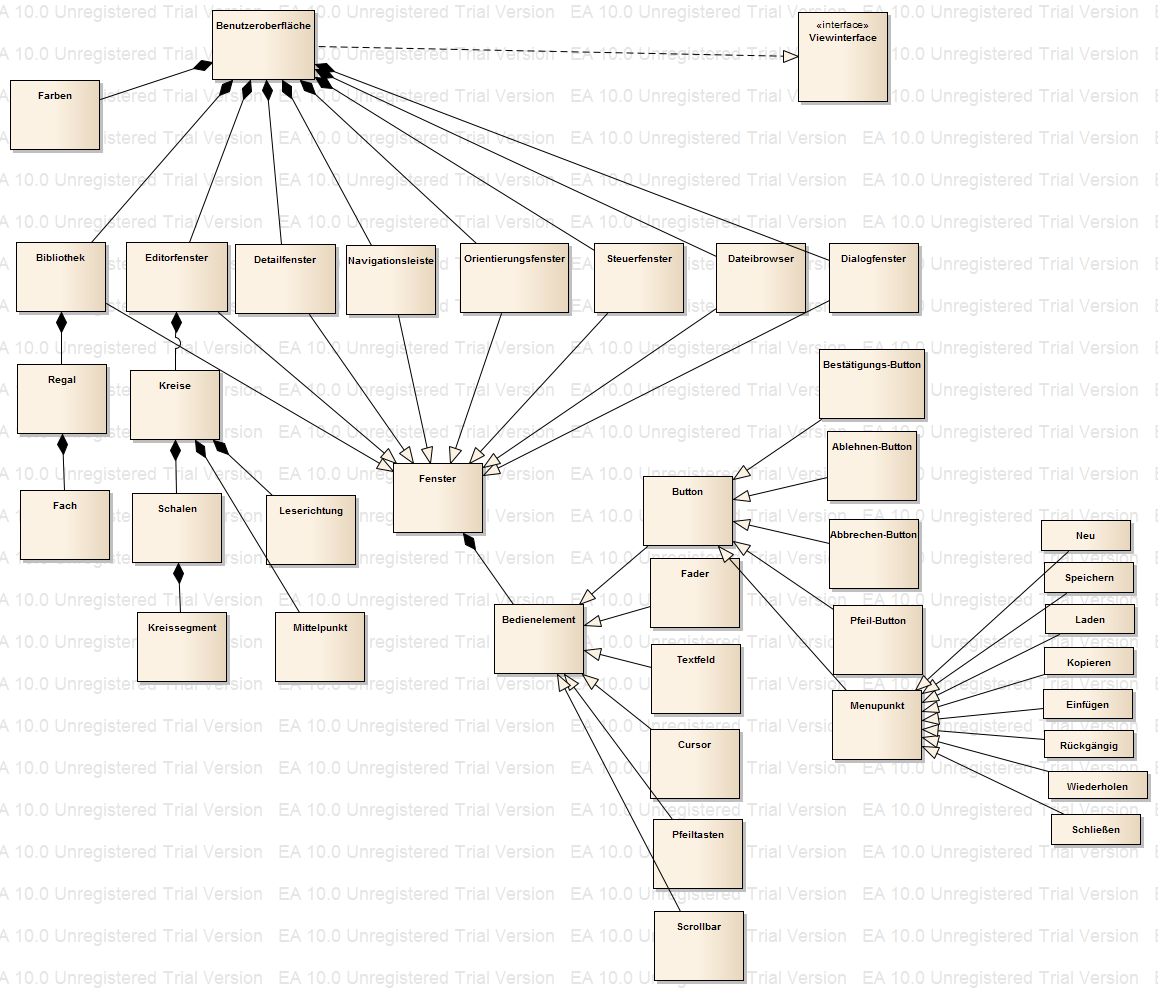 Benutzeroberfläche
«interface»
Viewinterface
Farben
Bibliothek
Editorfenster
Detailfenster
Navigationsleiste
Orientierungsfenster
Steuerfenster
Dateibrowser
Dialogfenster
Regal
Kreise
Bestätigungs-Button
Ablehnen-Button
Fenster
Button
Fach
Schalen
Leserichtung
Abbrechen-Button
Neu
Speichern
Fader
Laden
Kreissegment
Mittelpunkt
Bedienelement
Pfeil-Button
Textfeld
Kopieren
Menupunkt
Einfügen
Cursor
Rückgängig
Wiederholen
Pfeiltasten
Schließen
Scrollbar
EA 10.0 Unregistered Trial Version